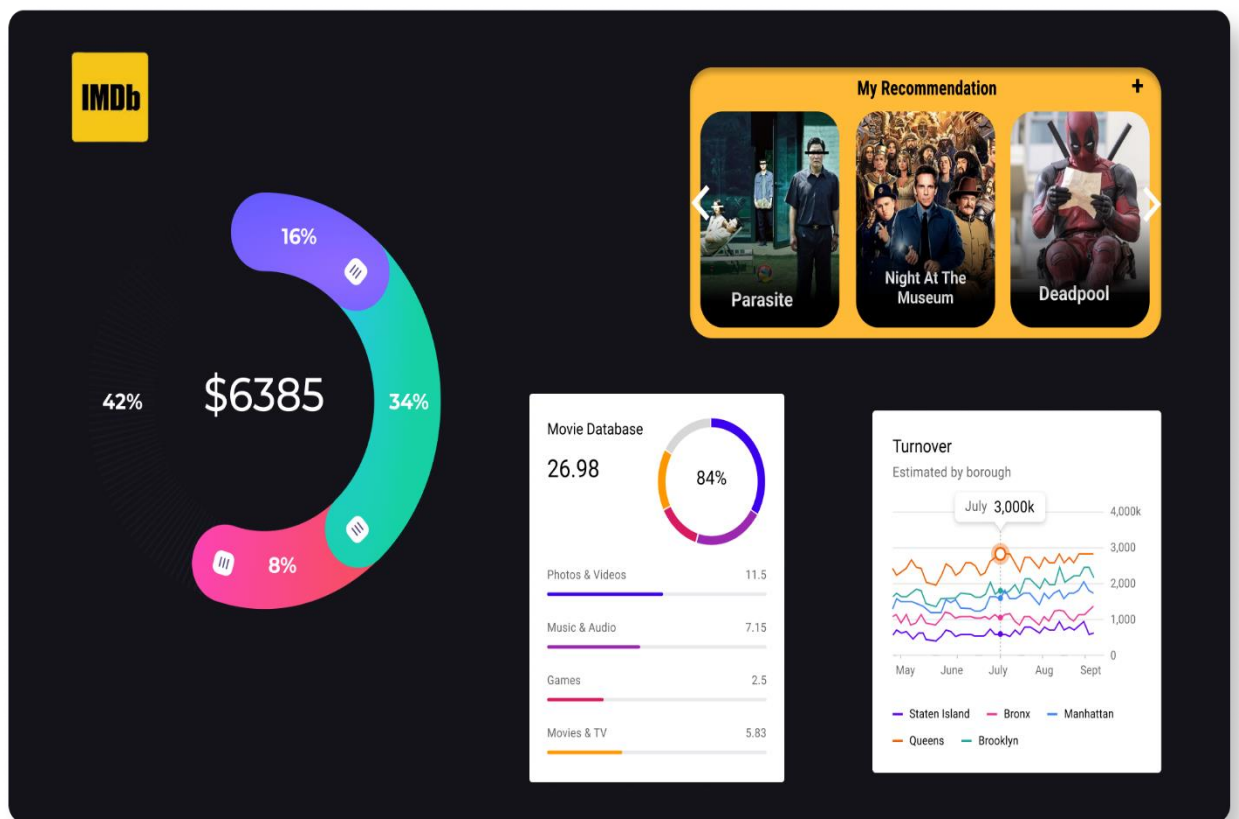 IMDb
My Recommendation +
Parasite
Night At The
Museum
Deadpool
16%
42%
$6385
34%
8%
Movie Database
26.98
84%
Photos & Videos 11.5
Music & Audio 7.15
Games 2.5
Movies & TV 5.83
Turnover
Estimated by borough
July 3,000k
4,000k
3,000
2,000
1,000
0
May June July Aug Sept
Staten Island Bronx Manhattan
Queens Brooklyn